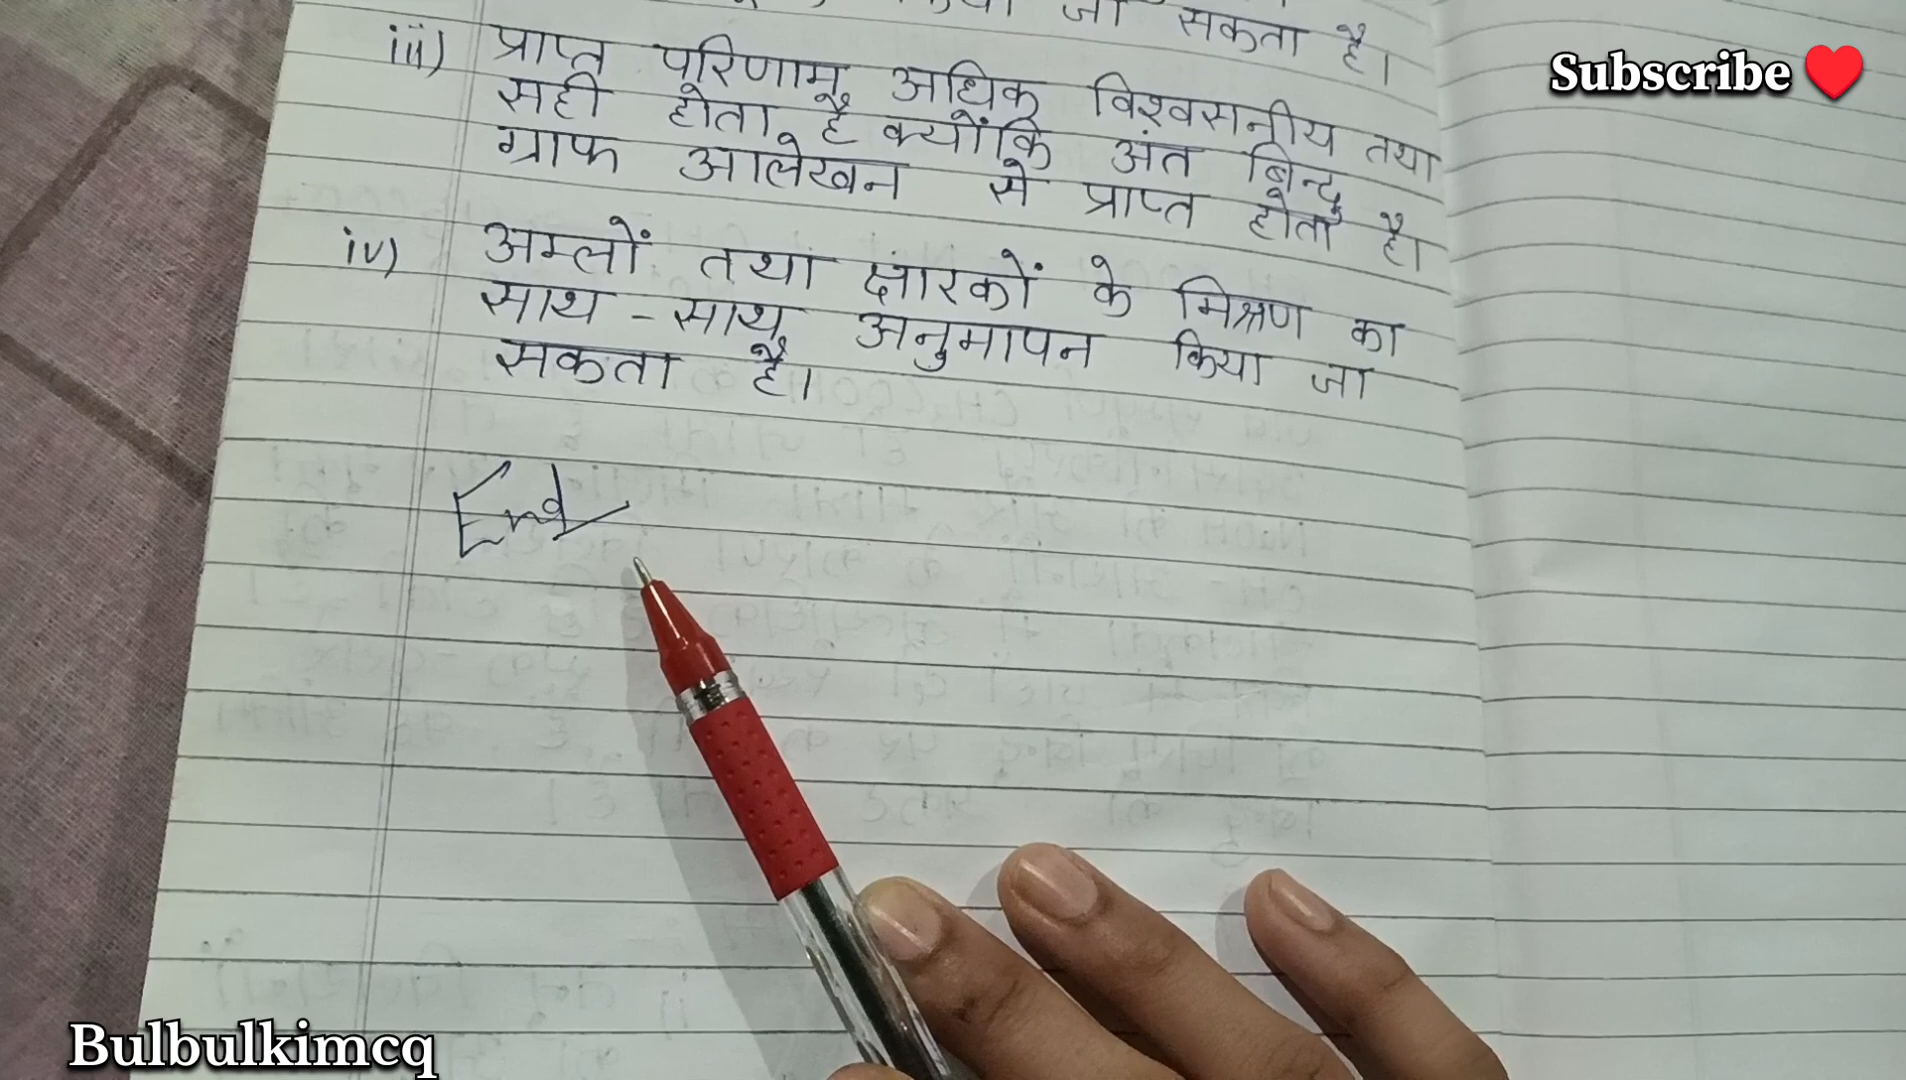 जा सकता है।
iii) प्राप्त परिणाम अधिक विश्वसनीय तथा
सही होता है क्योंकि अंत बिन्दु
ग्राफ आलेखन से प्राप्त होता है।
iv) अम्लों तथा क्षारकों के मिश्रण का
साथ - साथ अनुमापन किया जा
सकता है।
End
Subscribe ❤️
Bulbulkimcq